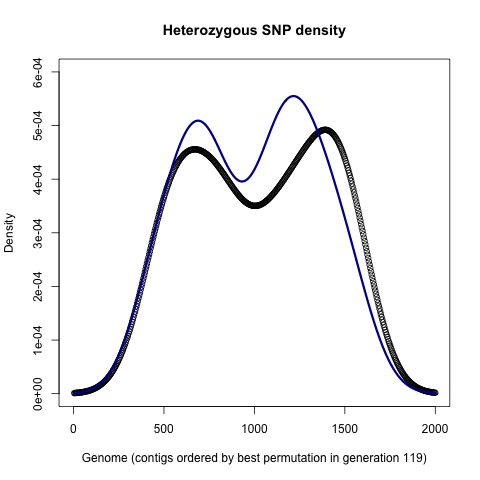 Heterozygous SNP density
6e-04
5e-04
4e-04
3e-04
2e-04
1e-04
0e+00
Density
0 500 1000 1500 2000
Genome (contigs ordered by best permutation in generation 119)